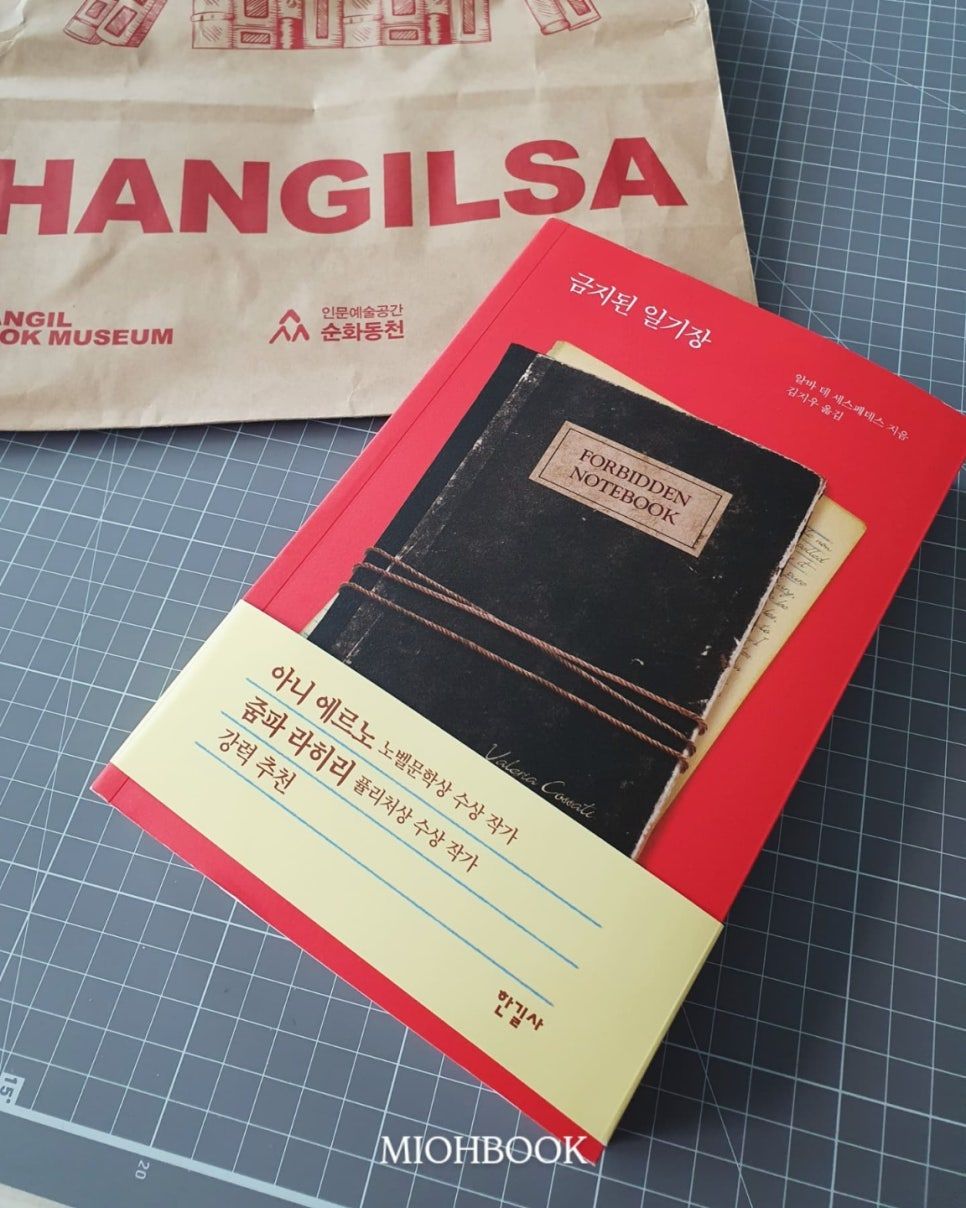 HANGILSA
ANGIL
OK MUSEUM
인문예술공간
순화동천
금지된 일기장
알바 데 세스페데스 지음
김지우 옮김
FORBIDDEN
NOTEBOOK
Valeria Cossati
아니 에르노 노벨문학상 수상 작가
줌파 라히리 퓰리처상 수상 작가
강력 추천
한길사
15°
20
MIOHBOOK